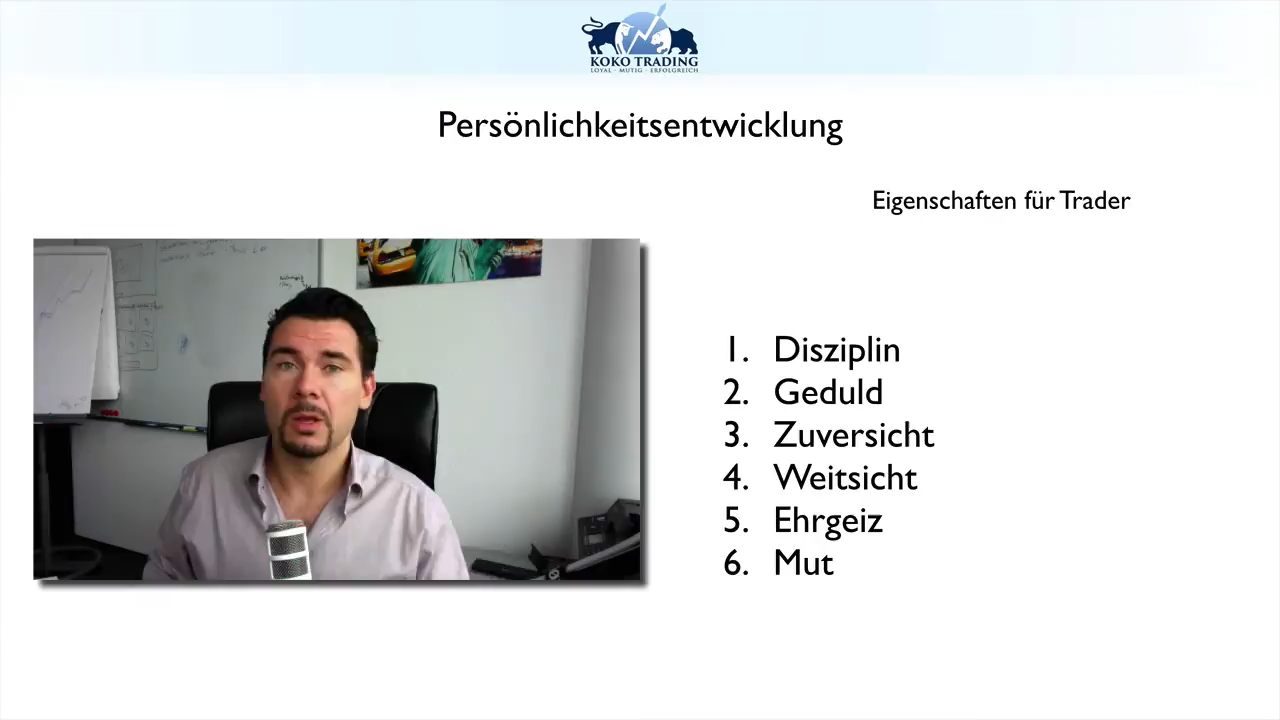 KOKO TRADING
LOYAL - MUTIG - ERFOLGREICH
Persönlichkeitsentwicklung
Eigenschaften für Trader
1. Disziplin
2. Geduld
3. Zuversicht
4. Weitsicht
5. Ehrgeiz
6. Mut